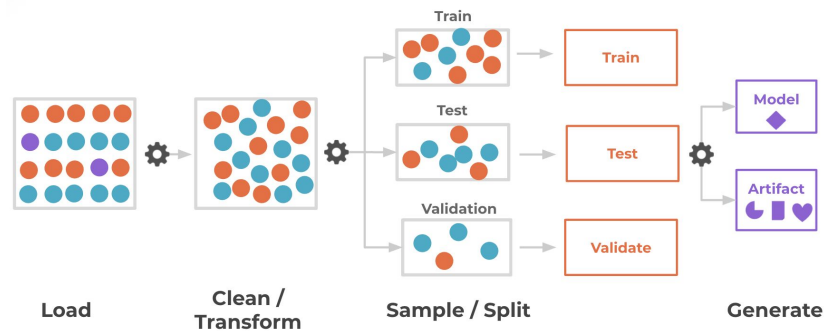 Train
Train
Test
Test
Validation
Validate
Model
Artifact
Load
Clean /
Transform
Sample / Split
Generate